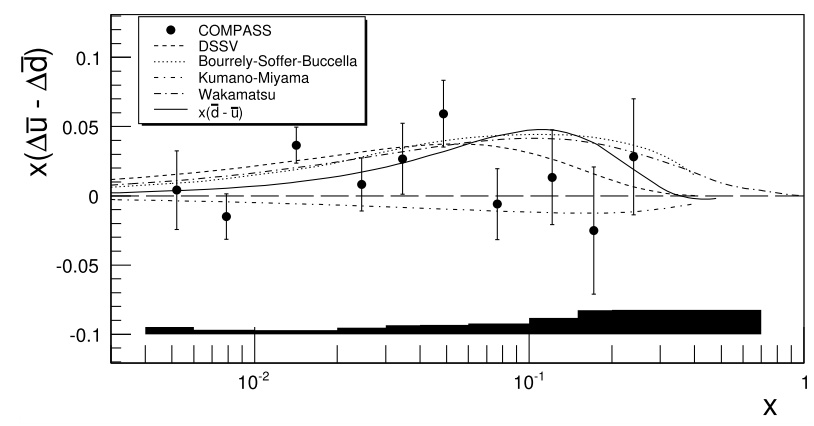 COMPASS
DSSV
Bourrely-Soffer-Buccella
Kumano-Miyama
Wakamatsu
x(d̅ - u̅)
x(Δu̅ - Δd̅)
0.1
0.05
0
-0.05
-0.1
10⁻²
10⁻¹
1
x